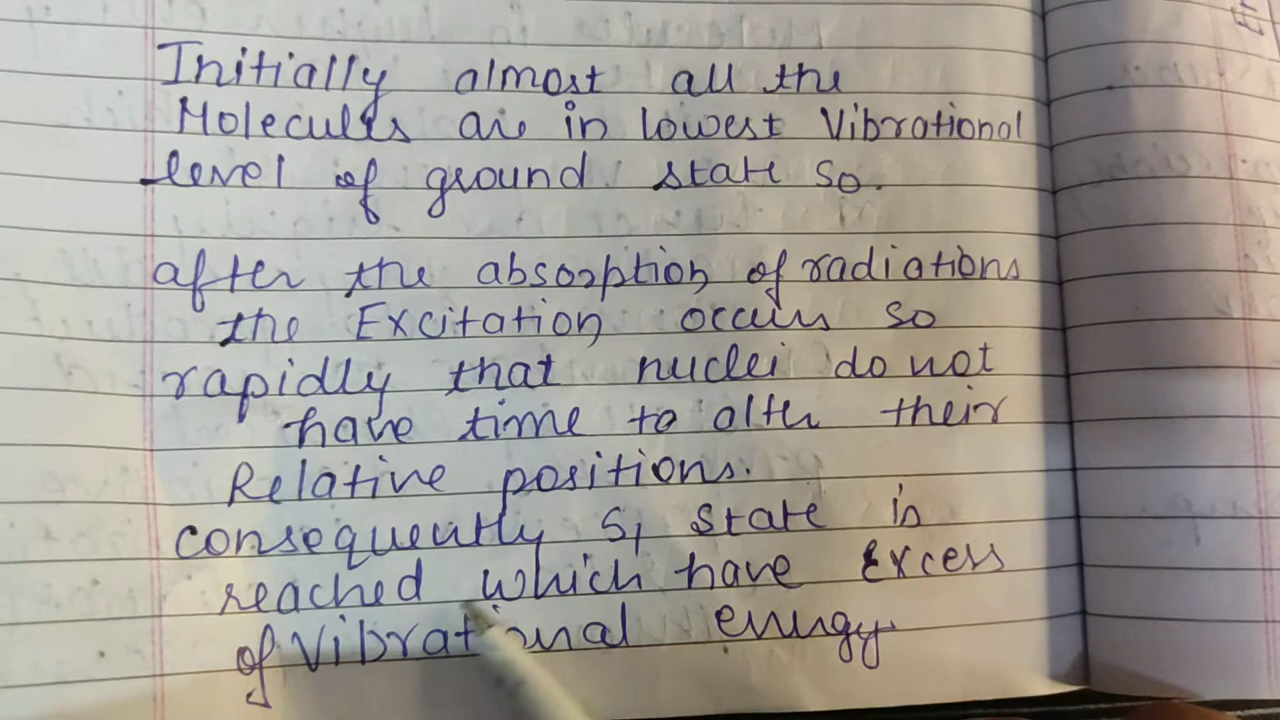 Initially almost all the
Molecules are in lowest Vibrational
level of ground state so.
after the absorption of radiations
the Excitation occurs so
rapidly that nuclei do not
have time to alter their
Relative positions.
consequently S1 state is
reached which have Excess
of Vibrational energy.